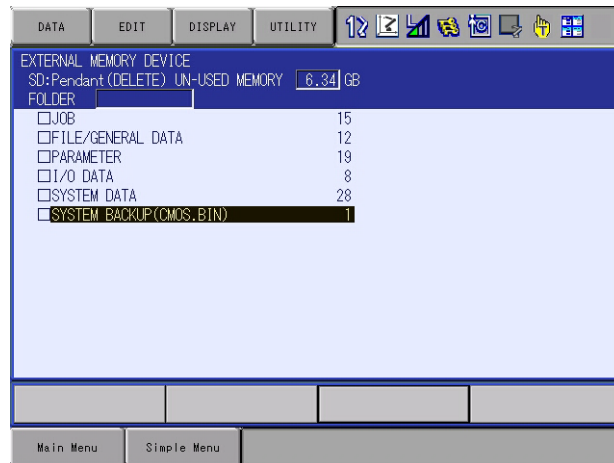 DATA EDIT DISPLAY UTILITY
EXTERNAL MEMORY DEVICE
SD:Pendant(DELETE) UN-USED MEMORY 6.34 GB
FOLDER
JOB 15
FILE/GENERAL DATA 12
PARAMETER 19
I/O DATA 8
SYSTEM DATA 28
SYSTEM BACKUP(CMOS.BIN) 1
Main Menu Simple Menu